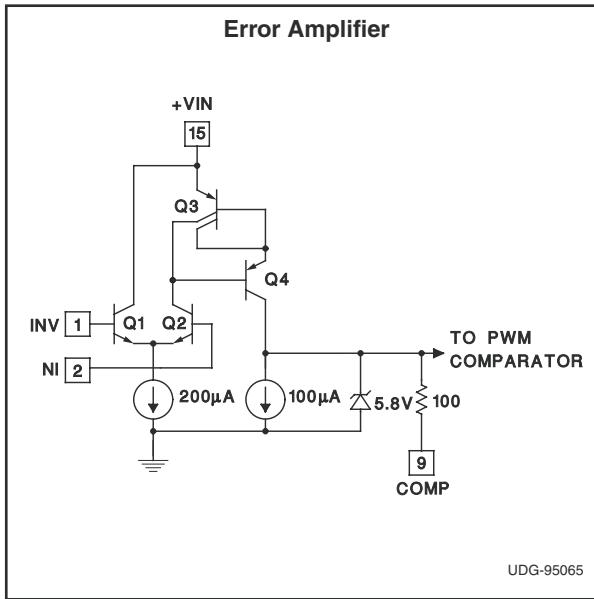 Error Amplifier
+VIN
15
Q3
Q4
INV 1 Q1 Q2
NI 2
TO PWM
COMPARATOR
200µA 100µA 5.8V 100
9
COMP
UDG-95065